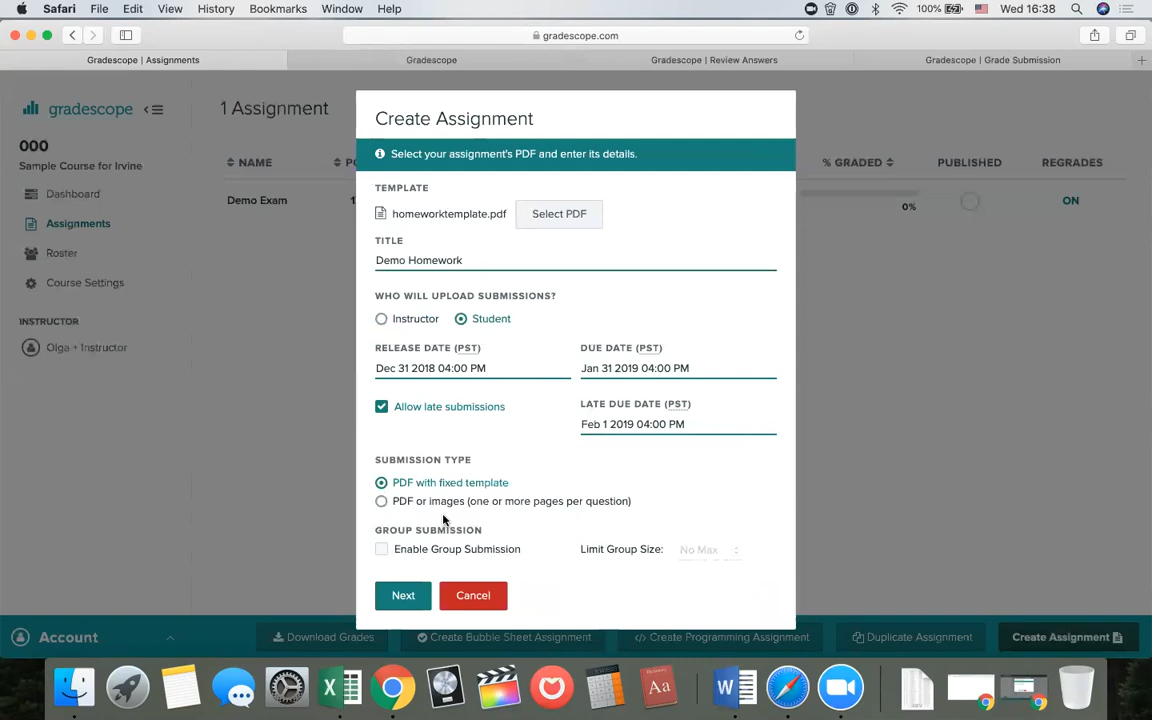 Safari File Edit View History Bookmarks Window Help 100% Wed 16:38
gradescope.com
Gradescope | Assignments Gradescope Gradescope | Review Answers Gradescope | Grade Submission
gradescope
000
Sample Course for Irvine
Dashboard
Assignments
Roster
Course Settings
INSTRUCTOR
Olga + Instructor
Account
1 Assignment
NAME % GRADED PUBLISHED REGRADES
Demo Exam 0% ON
Create Assignment
Select your assignment's PDF and enter its details.
TEMPLATE
homeworktemplate.pdf Select PDF
TITLE
Demo Homework
WHO WILL UPLOAD SUBMISSIONS?
Instructor Student
RELEASE DATE (PST) DUE DATE (PST)
Dec 31 2018 04:00 PM Jan 31 2019 04:00 PM
Allow late submissions LATE DUE DATE (PST)
Feb 1 2019 04:00 PM
SUBMISSION TYPE
PDF with fixed template
PDF or images (one or more pages per question)
GROUP SUBMISSION
Enable Group Submission Limit Group Size: No Max
Next Cancel
Download Grades Create Bubble Sheet Assignment </> Create Programming Assignment Duplicate Assignment Create Assignment